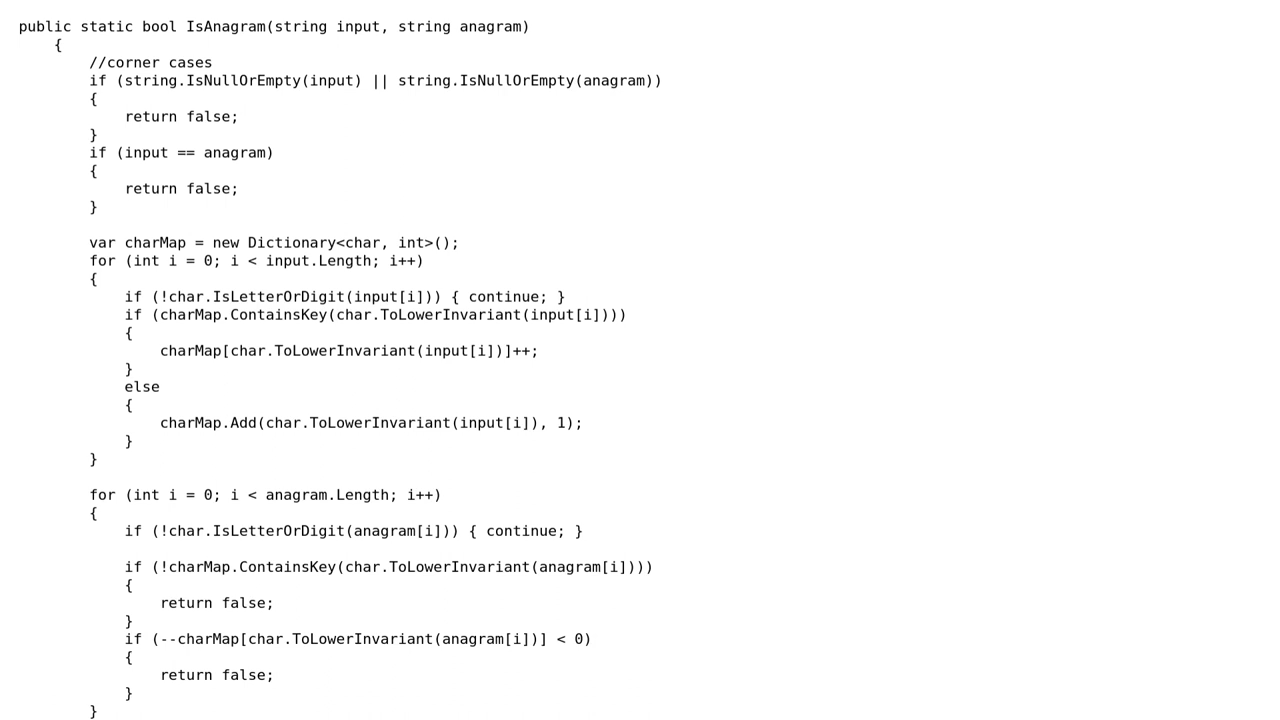 public static bool IsAnagram(string input, string anagram)
    {
        //corner cases
        if (string.IsNullOrEmpty(input) || string.IsNullOrEmpty(anagram))
        {
            return false;
        }
        if (input == anagram)
        {
            return false;
        }

        var charMap = new Dictionary<char, int>();
        for (int i = 0; i < input.Length; i++)
        {
            if (!char.IsLetterOrDigit(input[i])) { continue; }
            if (charMap.ContainsKey(char.ToLowerInvariant(input[i])))
            {
                charMap[char.ToLowerInvariant(input[i])]++;
            }
            else
            {
                charMap.Add(char.ToLowerInvariant(input[i]), 1);
            }
        }

        for (int i = 0; i < anagram.Length; i++)
        {
            if (!char.IsLetterOrDigit(anagram[i])) { continue; }

            if (!charMap.ContainsKey(char.ToLowerInvariant(anagram[i])))
            {
                return false;
            }
            if (--charMap[char.ToLowerInvariant(anagram[i])] < 0)
            {
                return false;
            }
        }